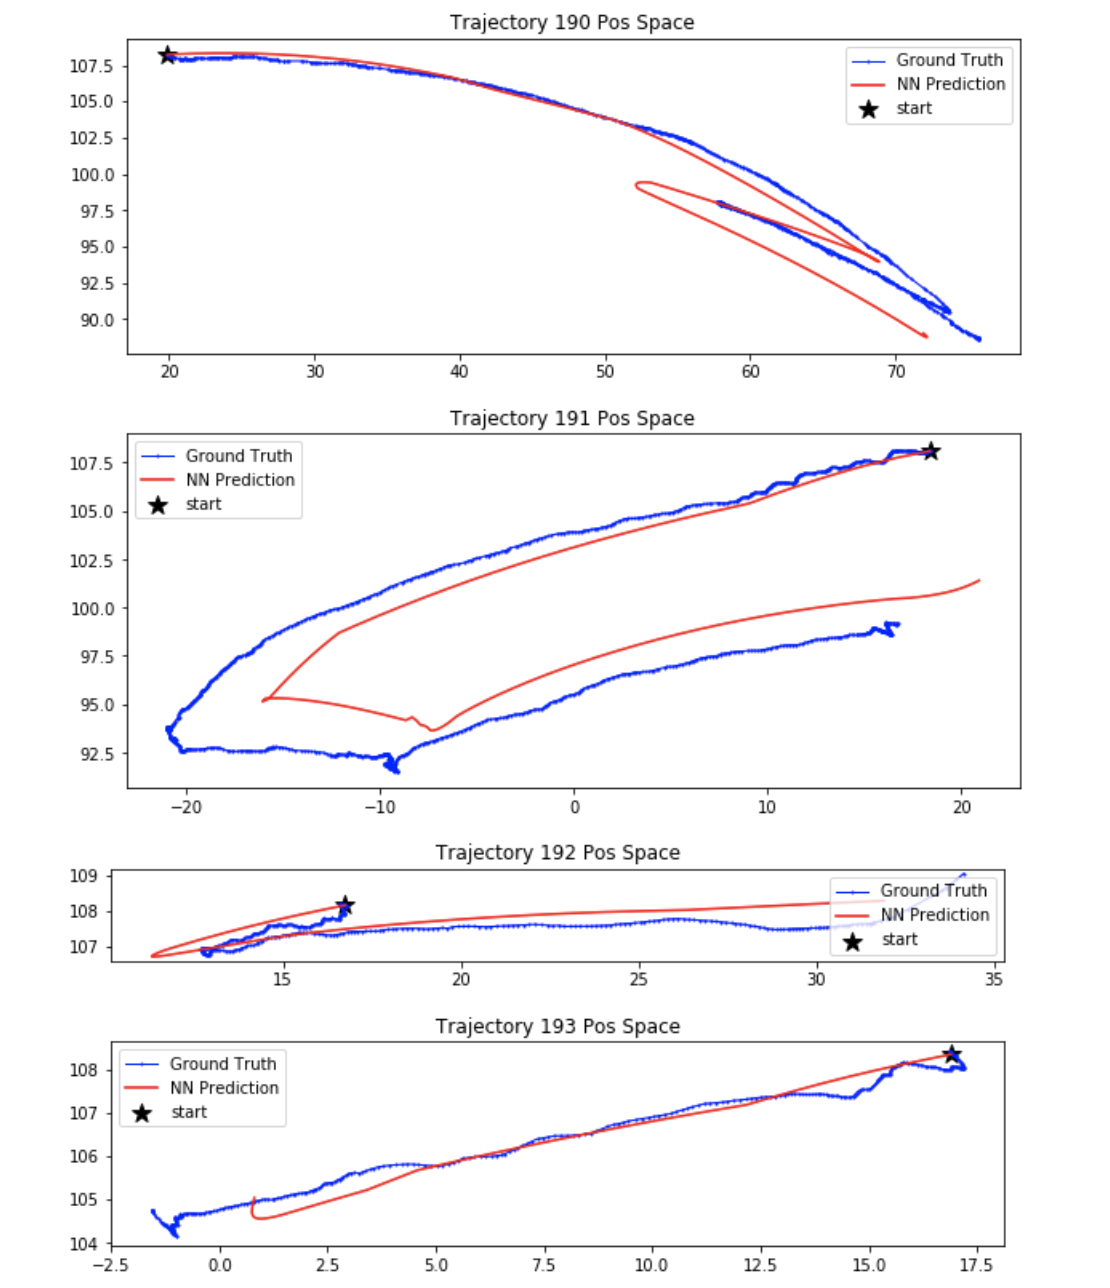 Trajectory 190 Pos Space
107.5
105.0
102.5
100.0
97.5
95.0
92.5
90.0
Ground Truth
NN Prediction
start
20 30 40 50 60 70
Trajectory 191 Pos Space
107.5
105.0
102.5
100.0
97.5
95.0
92.5
Ground Truth
NN Prediction
start
−20 −10 0 10 20
Trajectory 192 Pos Space
109
108
107
Ground Truth
NN Prediction
start
15 20 25 30 35
Trajectory 193 Pos Space
108
107
106
105
104
Ground Truth
NN Prediction
start
−2.5 0.0 2.5 5.0 7.5 10.0 12.5 15.0 17.5